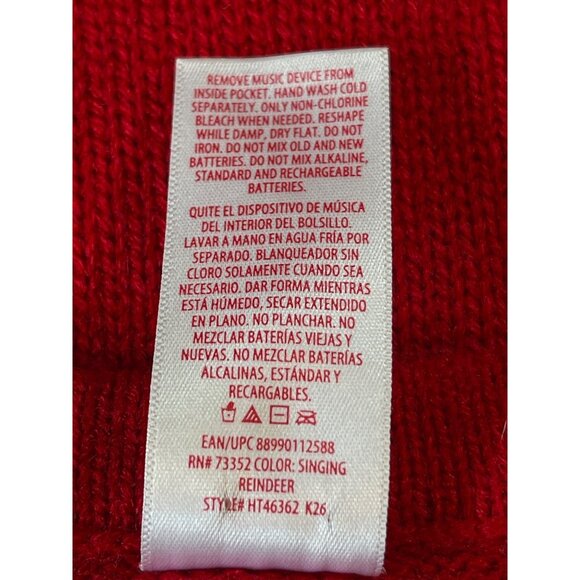 REMOVE MUSIC DEVICE FROM
INSIDE POCKET. HAND WASH COLD
SEPARATELY. ONLY NON-CHLORINE
BLEACH WHEN NEEDED. RESHAPE
WHILE DAMP, DRY FLAT. DO NOT
IRON. DO NOT MIX OLD AND NEW
BATTERIES. DO NOT MIX ALKALINE,
STANDARD AND RECHARGEABLE
BATTERIES.
QUITE EL DISPOSITIVO DE MÚSICA
DEL INTERIOR DEL BOLSILLO.
LAVAR A MANO EN AGUA FRÍA POR
SEPARADO. BLANQUEADOR SIN
CLORO SOLAMENTE CUANDO SEA
NECESARIO. DAR FORMA MIENTRAS
ESTÁ HÚMEDO, SECAR EXTENDIDO
EN PLANO. NO PLANCHAR. NO
MEZCLAR BATERÍAS VIEJAS Y
NUEVAS. NO MEZCLAR BATERÍAS
ALCALINAS, ESTÁNDAR Y
RECARGABLES.
EAN/UPC 88990112588
RN# 73352 COLOR: SINGING
REINDEER
STYLE# HT46362 K26